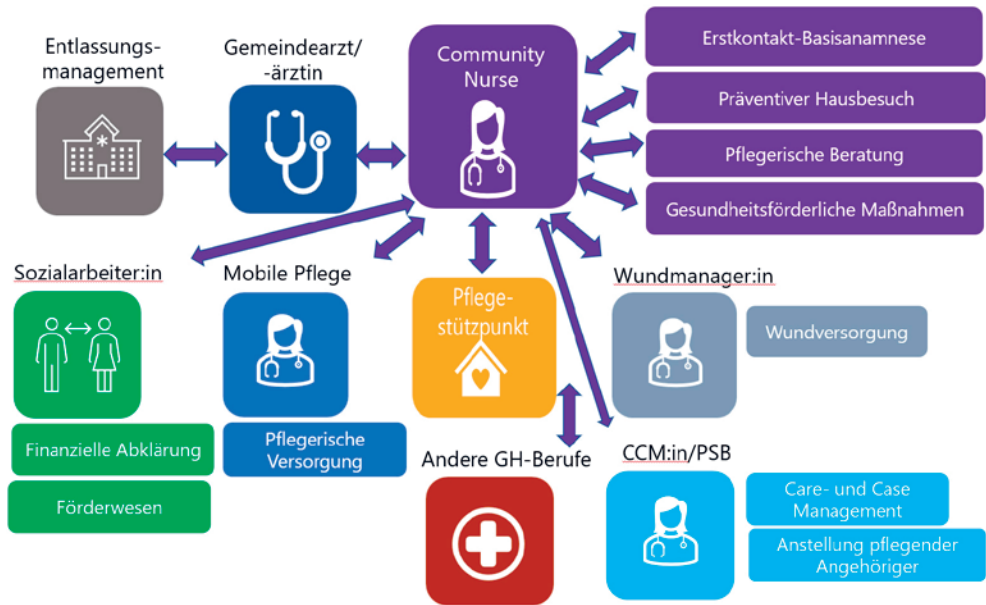 Entlassungs-
management
Gemeindearzt/
-ärztin
Community
Nurse
Erstkontakt-Basisanamnese
Präventiver Hausbesuch
Pflegerische Beratung
Gesundheitsförderliche Maßnahmen
Sozialarbeiter:in
Mobile Pflege
Pflege-
stützpunkt
Wundmanager:in
Wundversorgung
Finanzielle Abklärung
Förderwesen
Pflegerische
Versorgung
Andere GH-Berufe
CCM:in/PSB
Care- und Case
Management
Anstellung pflegender
Angehöriger